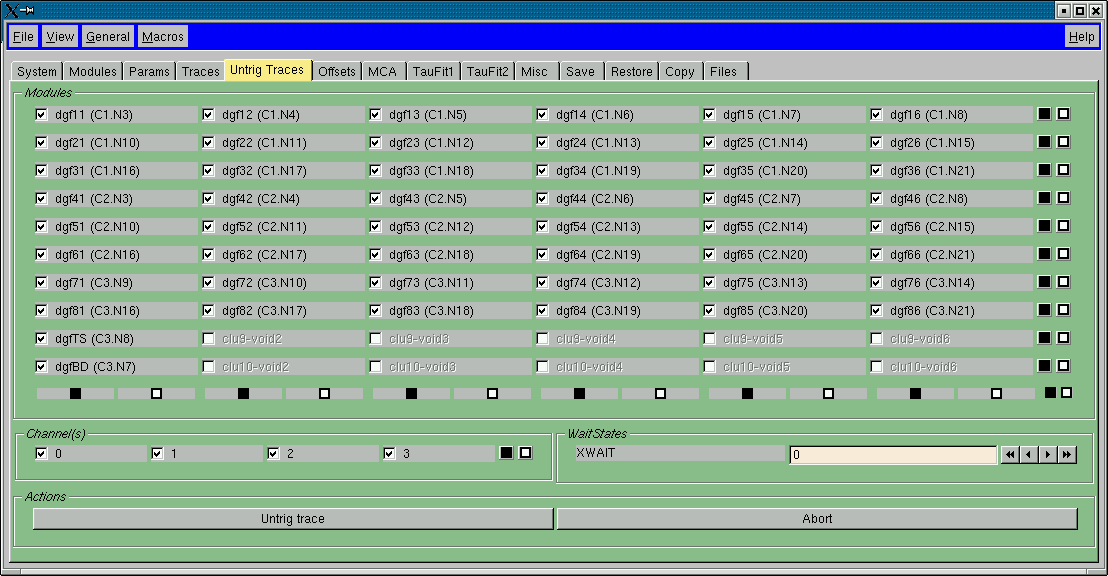 File View General Macros Help
System Modules Params Traces Untrig Traces Offsets MCA TauFit1 TauFit2 Misc Save Restore Copy Files
Modules
dgf11 (C1.N3) dgf12 (C1.N4) dgf13 (C1.N5) dgf14 (C1.N6) dgf15 (C1.N7) dgf16 (C1.N8)
dgf21 (C1.N10) dgf22 (C1.N11) dgf23 (C1.N12) dgf24 (C1.N13) dgf25 (C1.N14) dgf26 (C1.N15)
dgf31 (C1.N16) dgf32 (C1.N17) dgf33 (C1.N18) dgf34 (C1.N19) dgf35 (C1.N20) dgf36 (C1.N21)
dgf41 (C2.N3) dgf42 (C2.N4) dgf43 (C2.N5) dgf44 (C2.N6) dgf45 (C2.N7) dgf46 (C2.N8)
dgf51 (C2.N10) dgf52 (C2.N11) dgf53 (C2.N12) dgf54 (C2.N13) dgf55 (C2.N14) dgf56 (C2.N15)
dgf61 (C2.N16) dgf62 (C2.N17) dgf63 (C2.N18) dgf64 (C2.N19) dgf65 (C2.N20) dgf66 (C2.N21)
dgf71 (C3.N9) dgf72 (C3.N10) dgf73 (C3.N11) dgf74 (C3.N12) dgf75 (C3.N13) dgf76 (C3.N14)
dgf81 (C3.N16) dgf82 (C3.N17) dgf83 (C3.N18) dgf84 (C3.N19) dgf85 (C3.N20) dgf86 (C3.N21)
dgfTS (C3.N8) clu9-void2 clu9-void3 clu9-void4 clu9-void5 clu9-void6
dgfBD (C3.N7) clu10-void2 clu10-void3 clu10-void4 clu10-void5 clu10-void6
Channel(s)
0 1 2 3
WaitStates
XWAIT 0
Actions
Untrig trace Abort